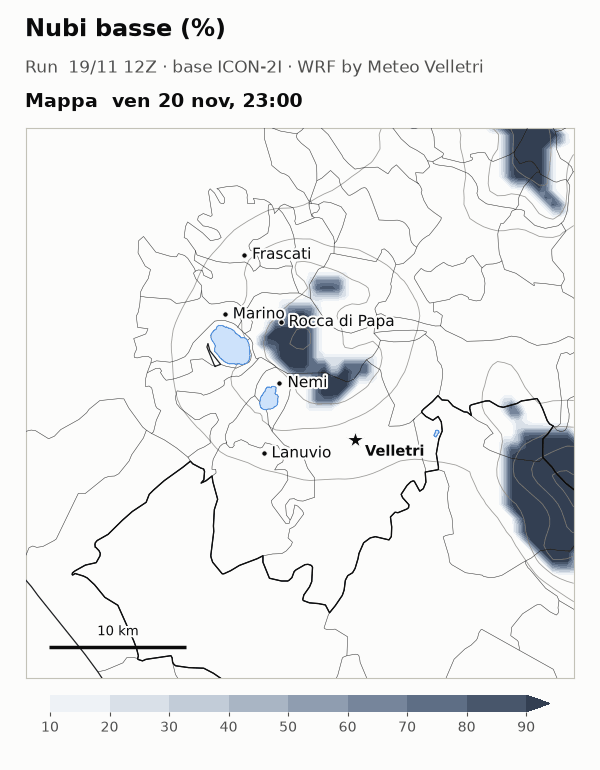 Nubi basse (%)
Run  19/11 12Z · base ICON-2I · WRF by Meteo Velletri
Mappa  ven 20 nov, 23:00
Frascati
Marino
Rocca di Papa
Nemi
Velletri
Lanuvio
10 km
10 20 30 40 50 60 70 80 90